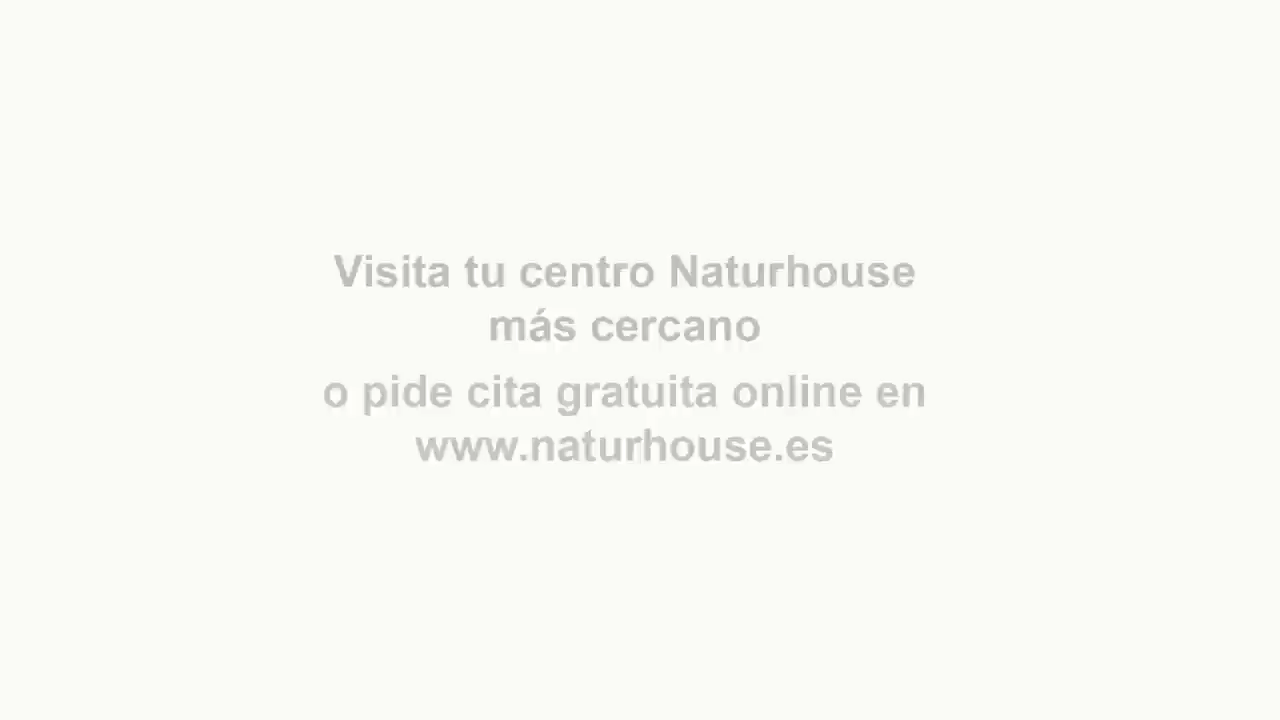 Visita tu centro Naturhouse
más cercano
o pide cita gratuita online en
www.naturhouse.es